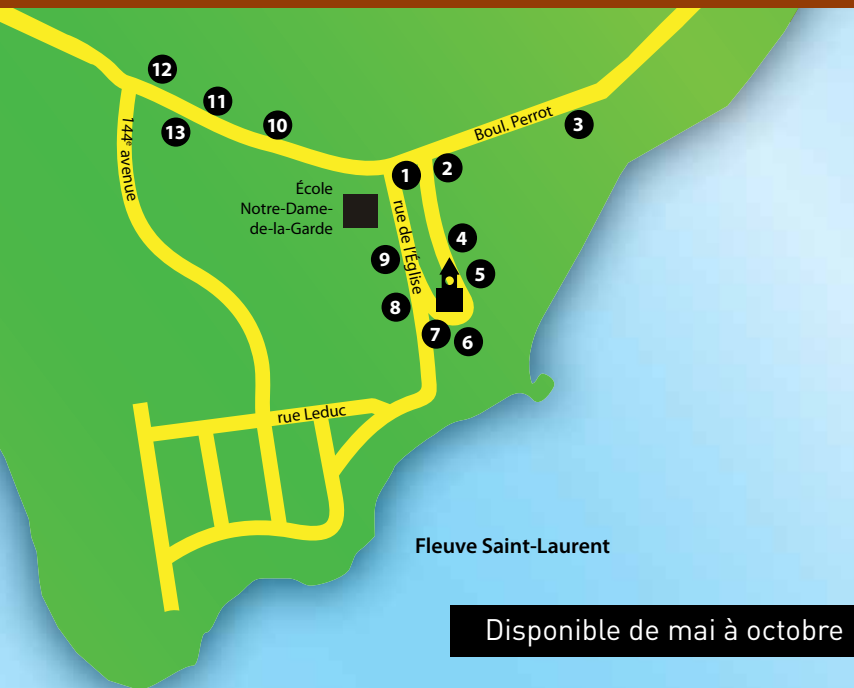 12
11
10
13
144e avenue
Boul. Perrot
3
1
2
École
Notre-Dame-
de-la-Garde
rue de l'Église
4
9
5
8
7
6
rue Leduc
Fleuve Saint-Laurent
Disponible de mai à octobre